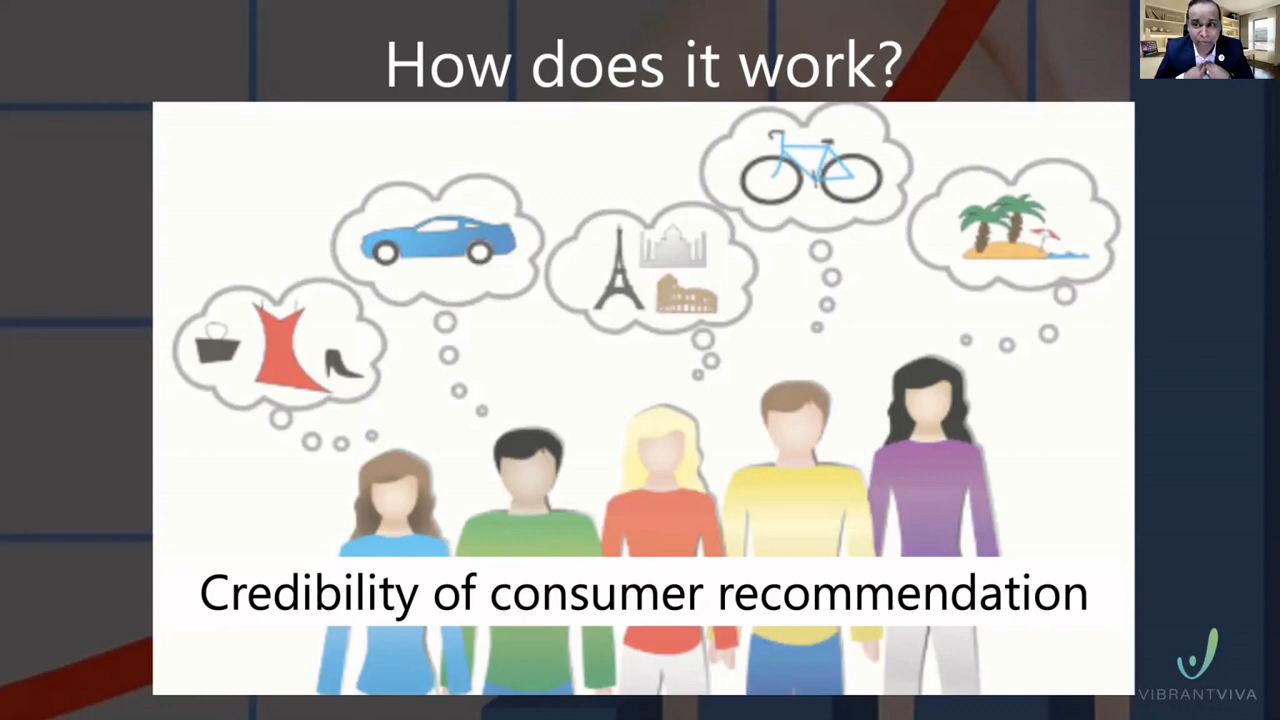 How does it work?
Credibility of consumer recommendation
VIBRANTVIVA